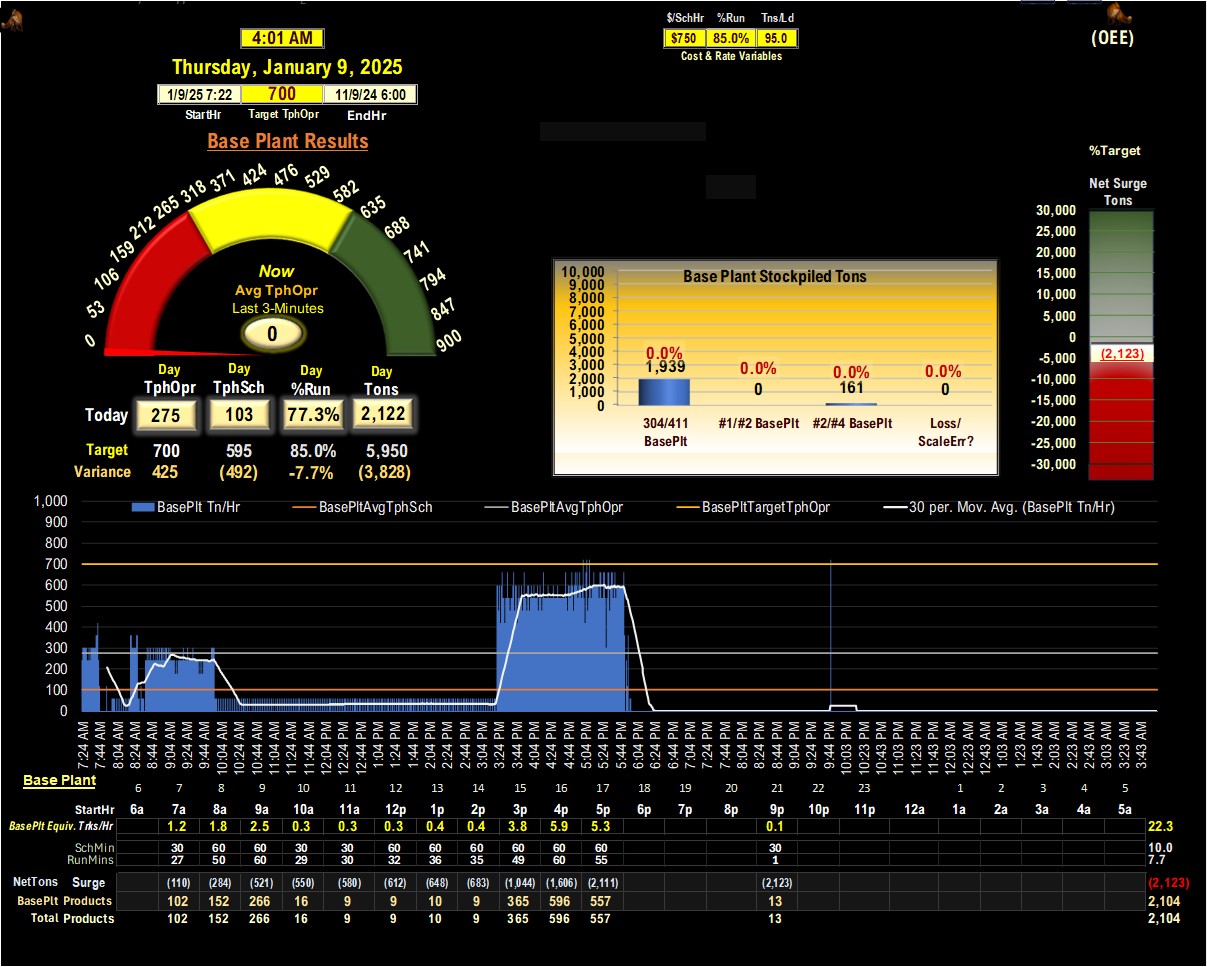 $/SchHr %Run Tns/Ld
4:01 AM
$750 85.0% 95.0
(OEE)
Cost & Rate Variables
Thursday, January 9, 2025
1/9/25 7:22 700 11/9/24 6:00
StartHr Target TphOpr EndHr
Base Plant Results
0 53 106 159 212 265 318 371 424 476 529 582 635 688 741 794 847 900
Now
Avg TphOpr
Last 3-Minutes
0
Day Day Day Day
TphOpr TphSch %Run Tons
Today 275 103 77.3% 2,122
Target 700 595 85.0% 5,950
Variance 425 (492) -7.7% (3,828)
Base Plant Stockpiled Tons
10,000
9,000
8,000
7,000
6,000
5,000
4,000
3,000
2,000
1,000
0
0.0% 0.0% 0.0% 0.0%
1,939 0 161 0
304/411 BasePlt
#1/#2 BasePlt
#2/#4 BasePlt
Loss/ ScaleErr?
%Target
Net Surge
Tons
30,000
25,000
20,000
15,000
10,000
5,000
0
-5,000
(2,123)
-10,000
-15,000
-20,000
-25,000
-30,000
BasePlt Tn/Hr BasePltAvgTphSch BasePltAvgTphOpr BasePltTargetTphOpr 30 per. Mov. Avg. (BasePlt Tn/Hr)
1,000
900
800
700
600
500
400
300
200
100
0
7:24 AM 7:44 AM 8:04 AM 8:24 AM 8:44 AM 9:04 AM 9:24 AM 9:44 AM 10:04 AM 10:24 AM 10:44 AM 11:04 AM 11:24 AM 11:44 AM 12:04 PM 12:24 PM 12:44 PM 1:04 PM 1:24 PM 1:44 PM 2:04 PM 2:24 PM 2:44 PM 3:04 PM 3:24 PM 3:44 PM 4:04 PM 4:24 PM 4:44 PM 5:04 PM 5:24 PM 5:44 PM 6:04 PM 6:24 PM 6:44 PM 7:04 PM 7:24 PM 7:44 PM 8:04 PM 8:24 PM 8:44 PM 9:04 PM 9:24 PM 9:44 PM 10:03 PM 10:43 PM 11:03 PM 11:23 PM 11:43 PM 12:03 AM 12:23 AM 12:43 AM 1:03 AM 1:23 AM 1:43 AM 2:03 AM 2:23 AM 2:43 AM 3:03 AM 3:23 AM 3:43 AM
Base Plant
6 7 8 9 10 11 12 13 14 15 16 17 18 19 20 21 22 23 1 2 3 4 5
StartHr 6a 7a 8a 9a 10a 11a 12p 1p 2p 3p 4p 5p 6p 7p 8p 9p 10p 11p 12a 1a 2a 3a 4a 5a
BasePlt Equiv. Trks/Hr 1.2 1.8 2.5 0.3 0.3 0.3 0.4 0.4 3.8 5.9 5.3 0.1 22.3
SchMin 30 60 60 30 30 60 60 60 60 60 60 30 10.0
RunMins 27 50 60 29 30 32 36 35 49 60 55 1 7.7
NetTons Surge (110) (284) (521) (550) (580) (612) (648) (683) (1,044) (1,606) (2,111) (2,123) (2,123)
BasePlt Products 102 152 266 16 9 9 10 9 365 596 557 13 2,104
Total Products 102 152 266 16 9 9 10 9 365 596 557 13 2,104